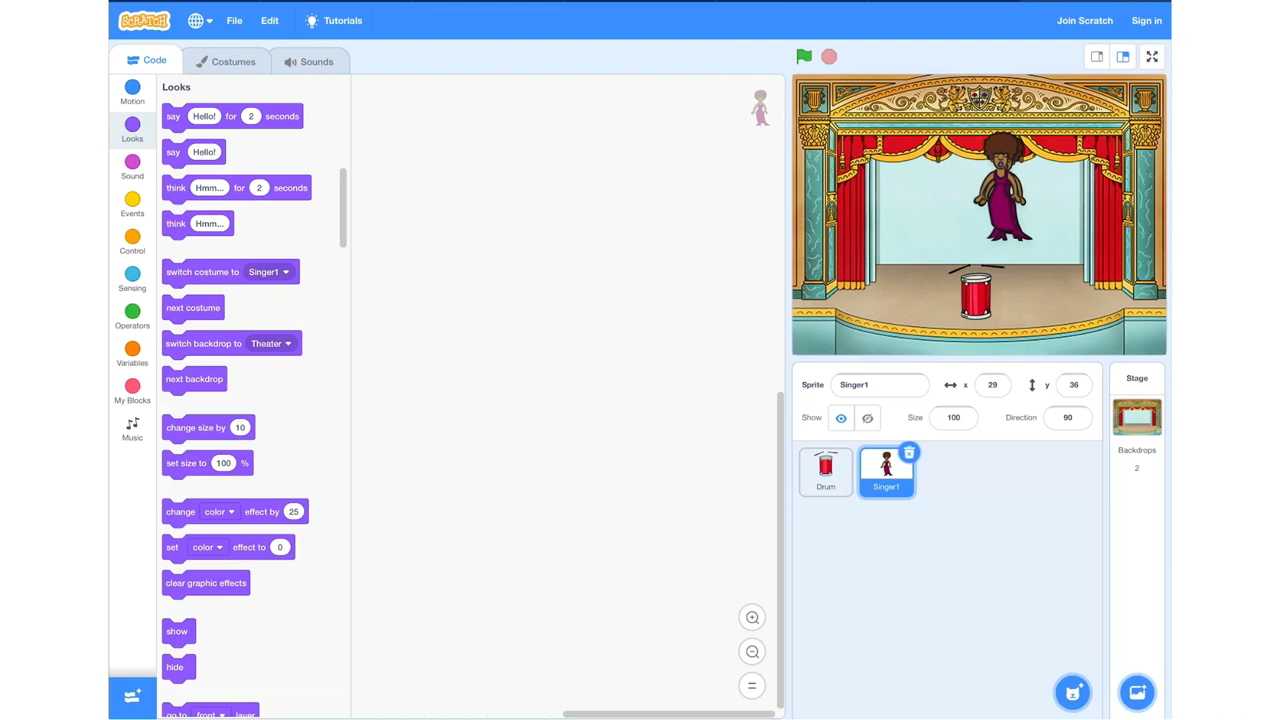 SCRATCH File Edit Tutorials Join Scratch Sign in
Code Costumes Sounds
Motion
Looks
Sound
Events
Control
Sensing
Operators
Variables
My Blocks
Music
Looks
say Hello! for 2 seconds
say Hello!
think Hmm... for 2 seconds
think Hmm...
switch costume to Singer1
next costume
switch backdrop to Theater
next backdrop
change size by 10
set size to 100 %
change color effect by 25
set color effect to 0
clear graphic effects
show
hide
go to front layer
Sprite Singer1 x 29 y 36
Show Size 100 Direction 90
Drum
Singer1
Stage
Backdrops
2